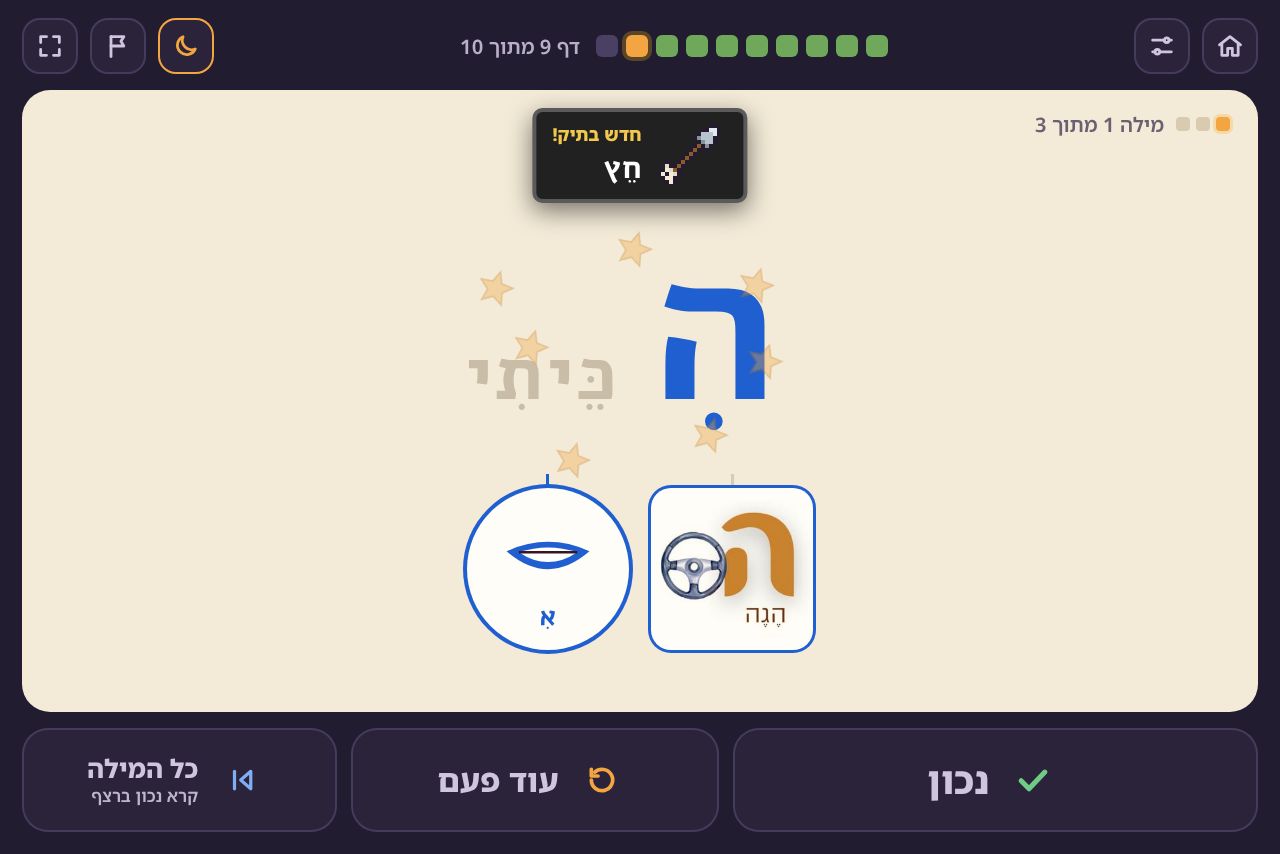 דף 9 מתוך 10
מילה 1 מתוך 3
חדש בתיק!
חֵץ
הִכֵּיתִי
ה
הֶגֶה
אִ
נכון
עוד פעם
כל המילה
קרא נכון ברצף